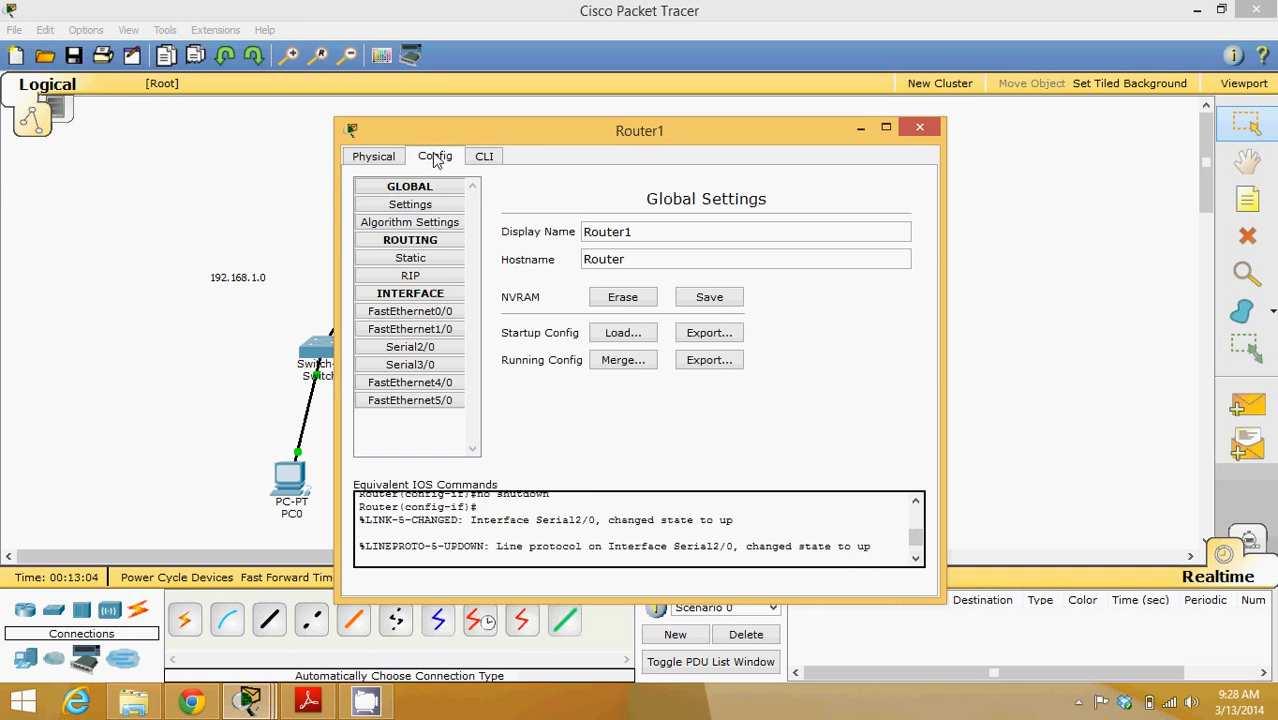 Cisco Packet Tracer
File Edit Options View Tools Extensions Help
Logical [Root] New Cluster Move Object Set Tiled Background Viewport
Router1
Physical Config CLI
GLOBAL
Settings
Algorithm Settings
ROUTING
Static
RIP
INTERFACE
FastEthernet0/0
FastEthernet1/0
Serial2/0
Serial3/0
FastEthernet4/0
FastEthernet5/0
Global Settings
Display Name Router1
Hostname Router
NVRAM Erase Save
Startup Config Load... Export...
Running Config Merge... Export...
Equivalent IOS Commands
Router(config-if)#no shutdown
Router(config-if)#
%LINK-5-CHANGED: Interface Serial2/0, changed state to up
%LINEPROTO-5-UPDOWN: Line protocol on Interface Serial2/0, changed state to up
192.168.1.0
Switch-
Switch
PC-PT
PC0
Time: 00:13:04 Power Cycle Devices Fast Forward Tim
Realtime
Connections
Automatically Choose Connection Type
Scenario 0
New Delete
Toggle PDU List Window
Destination Type Color Time (sec) Periodic Num
9:28 AM
3/13/2014